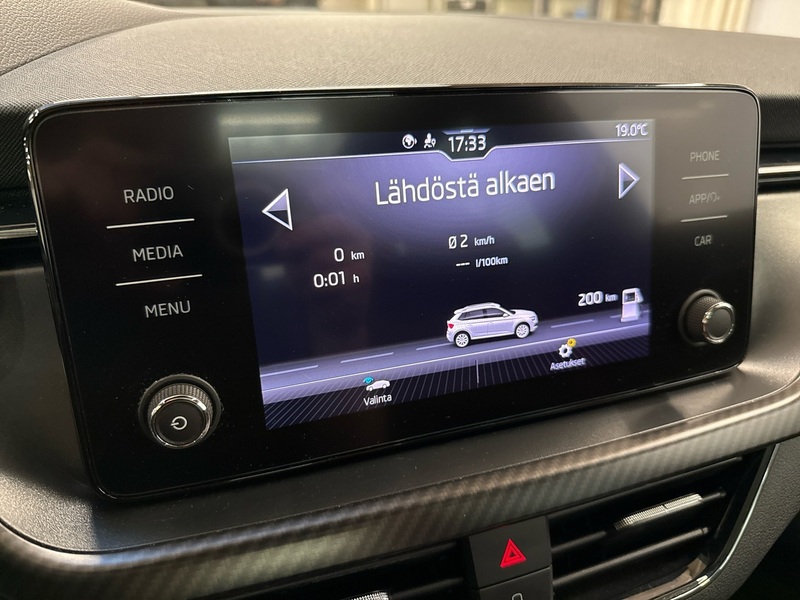 17:33
19.0°C
RADIO
MEDIA
MENU
Lähdöstä alkaen
0 km
0:01 h
Ø 2 km/h
--- l/100km
200 km
Valinta
Asetukset
PHONE
CAR